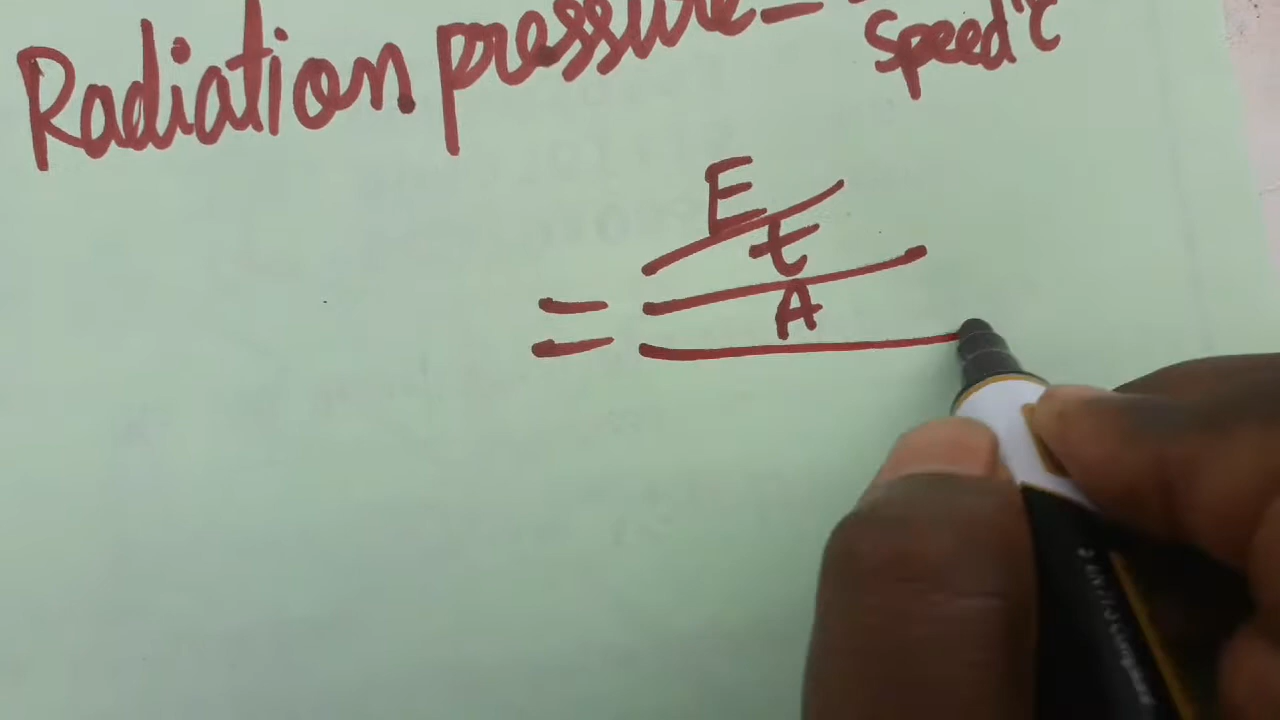 Radiation pressure =
Speed 'c'
E
t
=
A